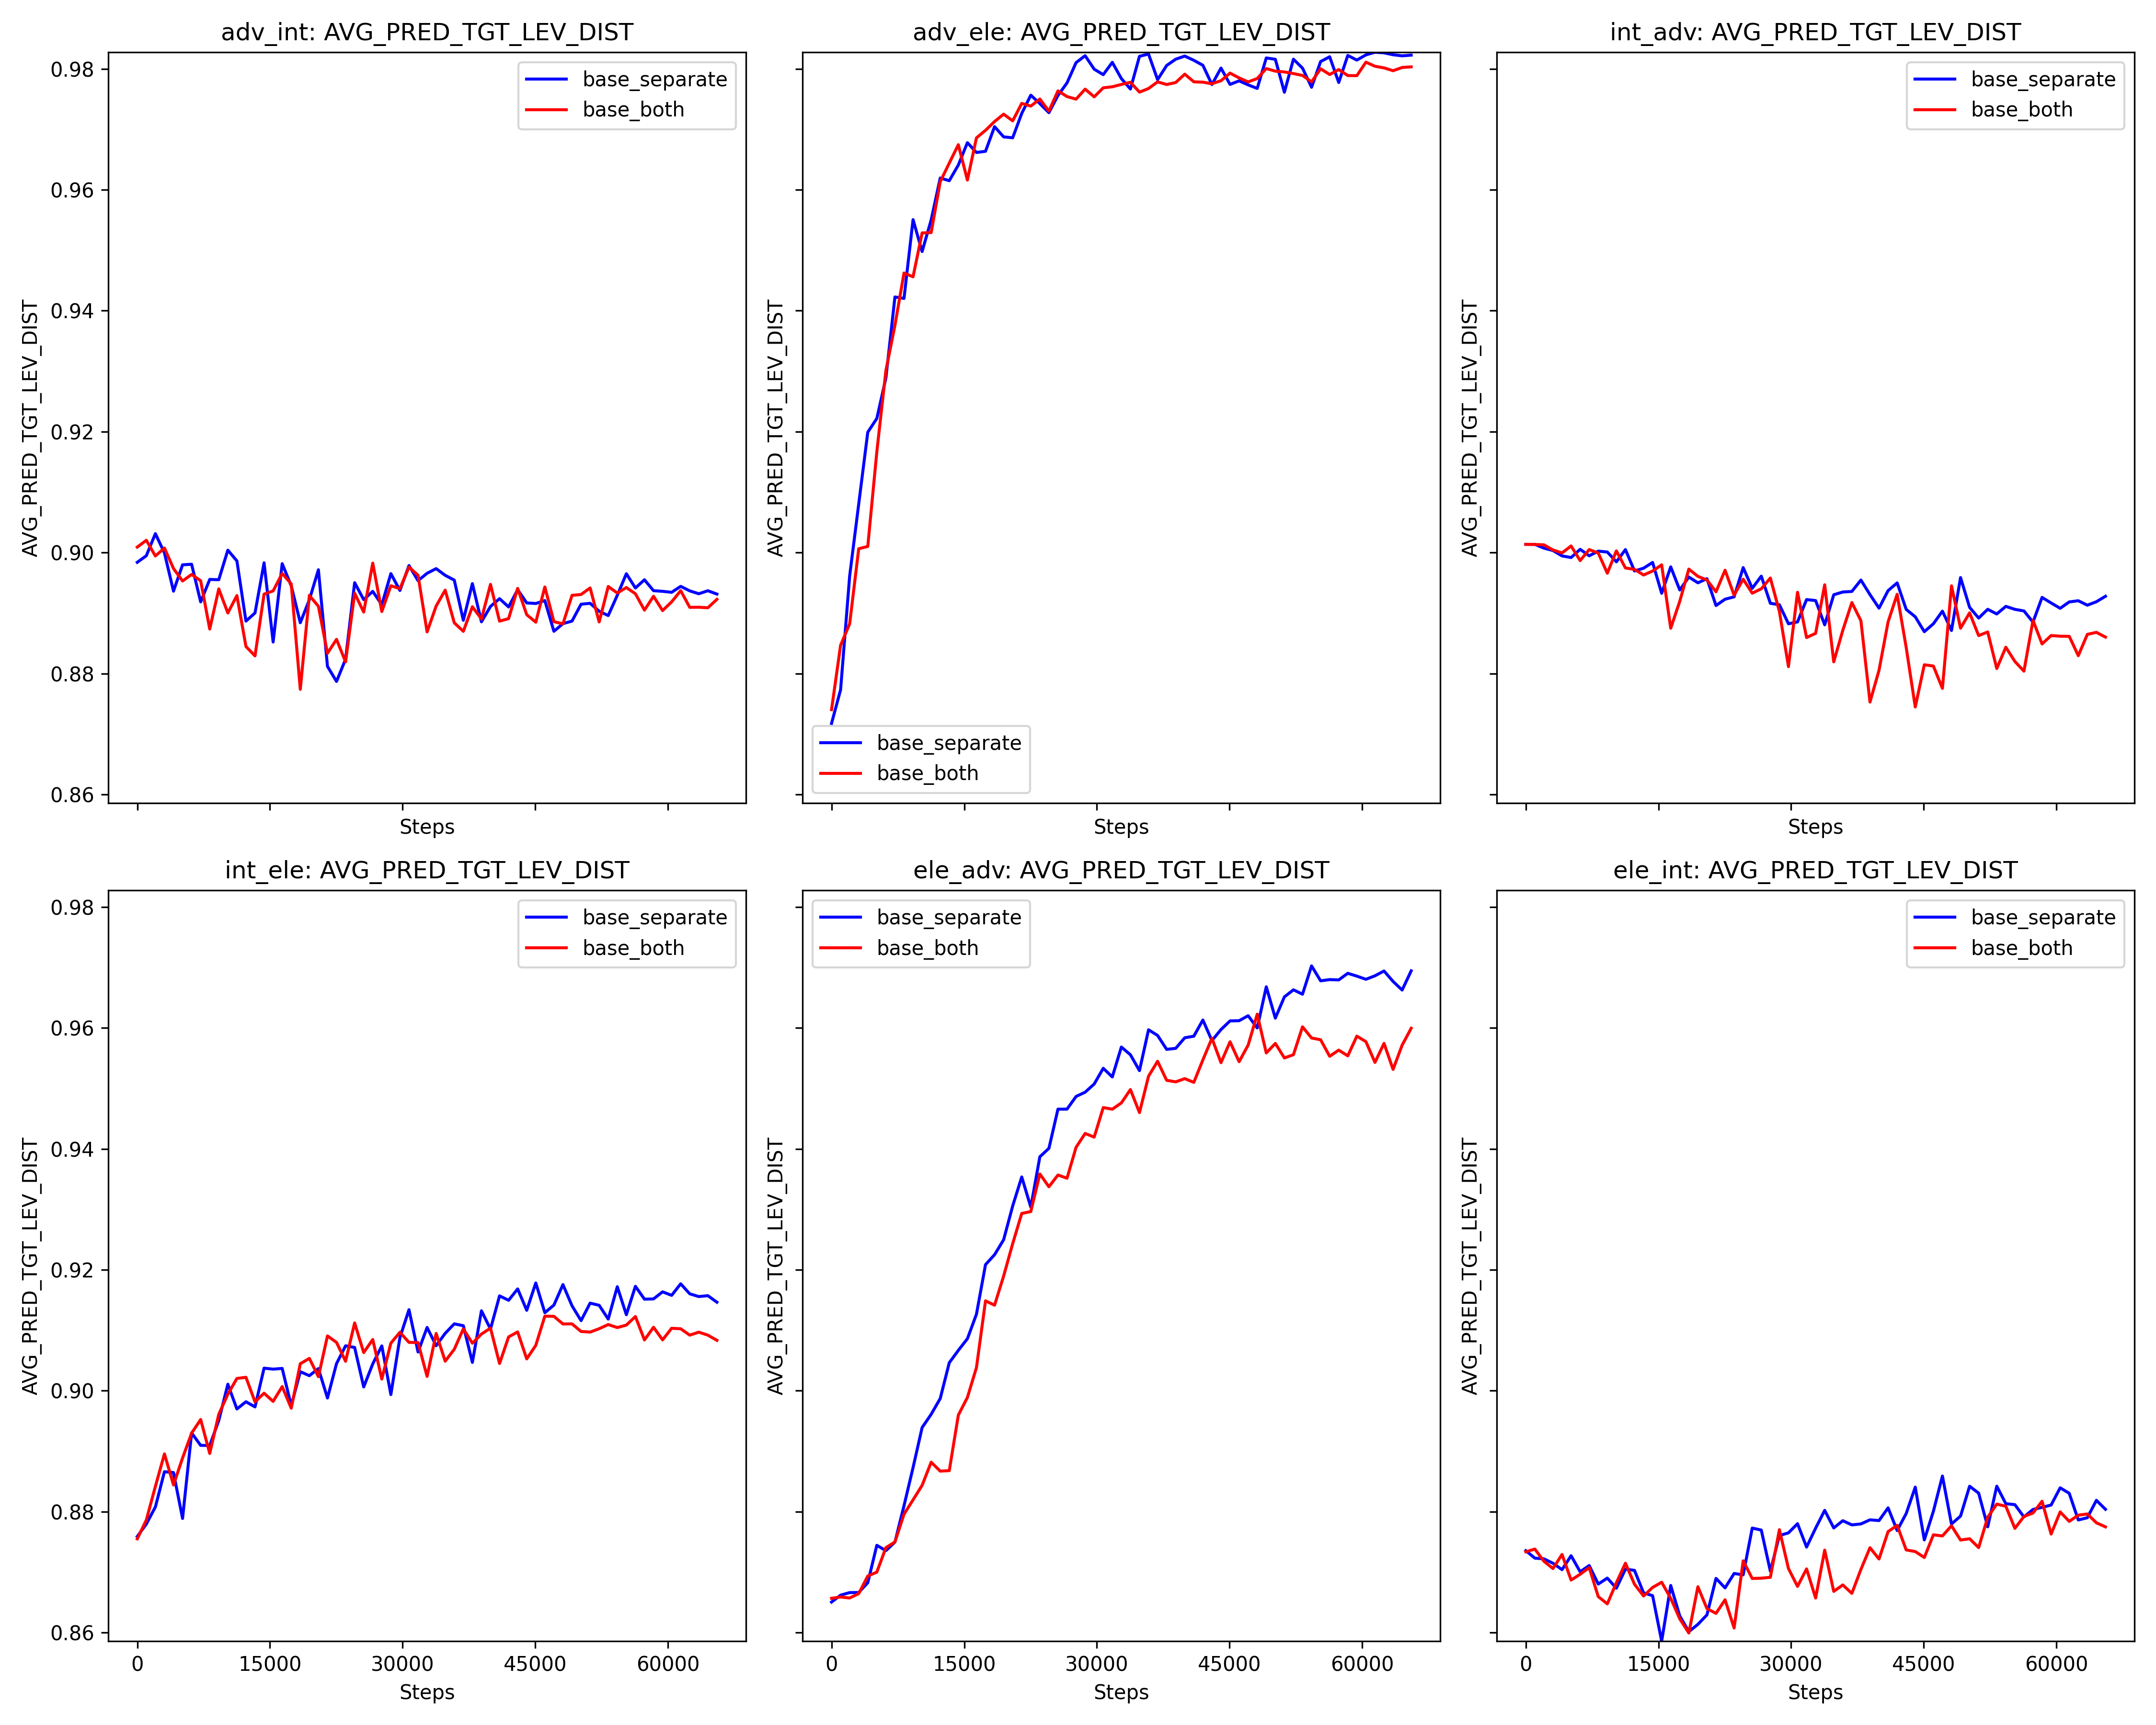 adv_int: AVG_PRED_TGT_LEV_DIST
adv_ele: AVG_PRED_TGT_LEV_DIST
int_adv: AVG_PRED_TGT_LEV_DIST
AVG_PRED_TGT_LEV_DIST
0.98
0.96
0.94
0.92
0.90
0.88
0.86
base_separate
base_both
Steps
AVG_PRED_TGT_LEV_DIST
base_separate
base_both
Steps
AVG_PRED_TGT_LEV_DIST
base_separate
base_both
Steps
int_ele: AVG_PRED_TGT_LEV_DIST
ele_adv: AVG_PRED_TGT_LEV_DIST
ele_int: AVG_PRED_TGT_LEV_DIST
AVG_PRED_TGT_LEV_DIST
0.98
0.96
0.94
0.92
0.90
0.88
0.86
base_separate
base_both
0 15000 30000 45000 60000
Steps
AVG_PRED_TGT_LEV_DIST
base_separate
base_both
0 15000 30000 45000 60000
Steps
AVG_PRED_TGT_LEV_DIST
base_separate
base_both
0 15000 30000 45000 60000
Steps